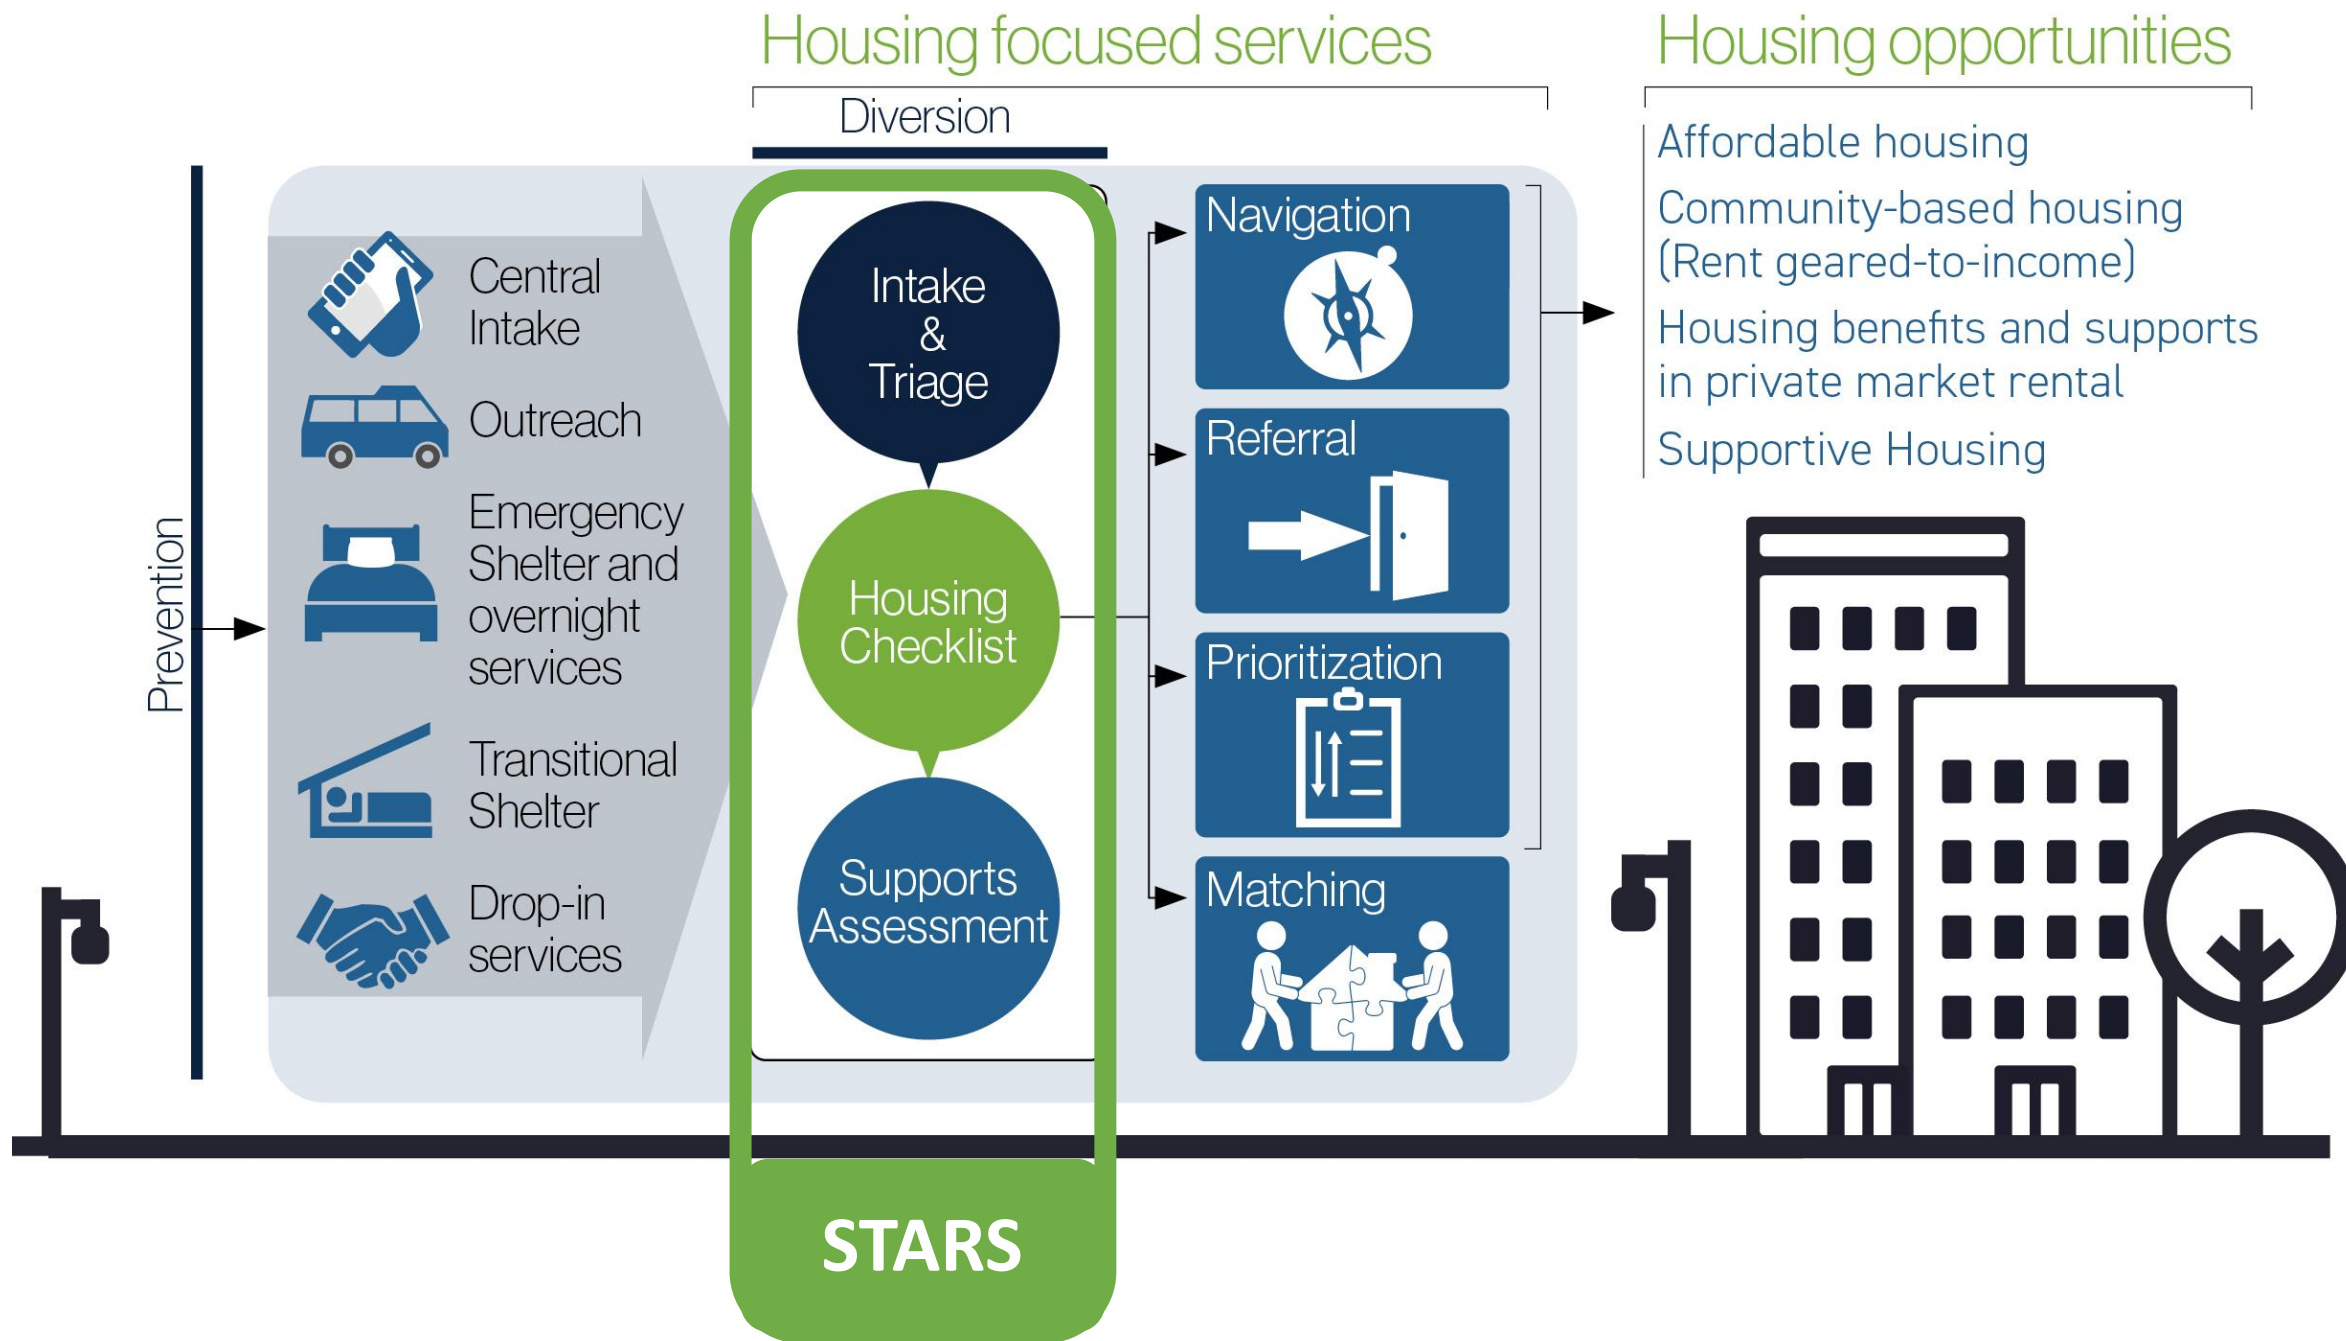 Housing focused services
Housing opportunities
Diversion
Prevention
Central
Intake
Outreach
Emergency
Shelter and
overnight
services
Transitional
Shelter
Drop-in
services
Intake
&
Triage
Housing
Checklist
Supports
Assessment
Navigation
Referral
Prioritization
Matching
Affordable housing
Community-based housing
(Rent geared-to-income)
Housing benefits and supports
in private market rental
Supportive Housing
STARS